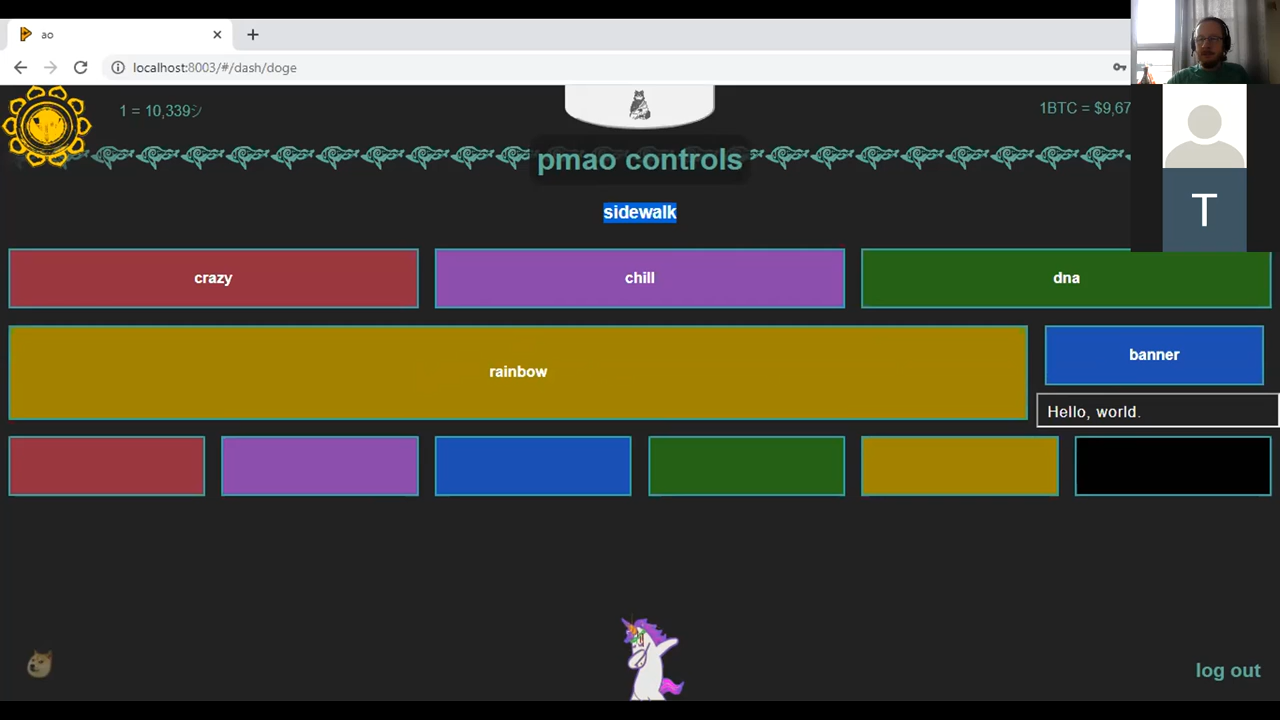 ao
localhost:8003/#/dash/doge
1 = 10,339シ
1BTC = $9,67
pmao controls
T
sidewalk
crazy
chill
dna
rainbow
banner
Hello, world.
log out